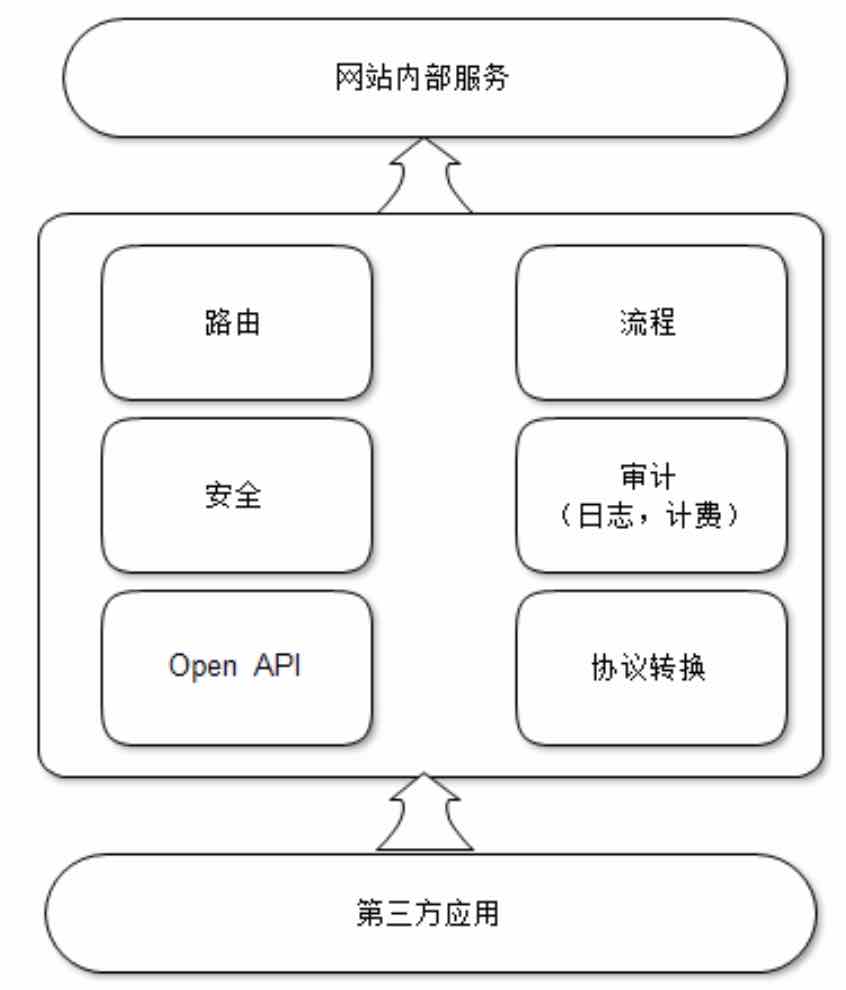 网站内部服务
路由
流程
安全
审计
（日志，计费）
Open API
协议转换
第三方应用